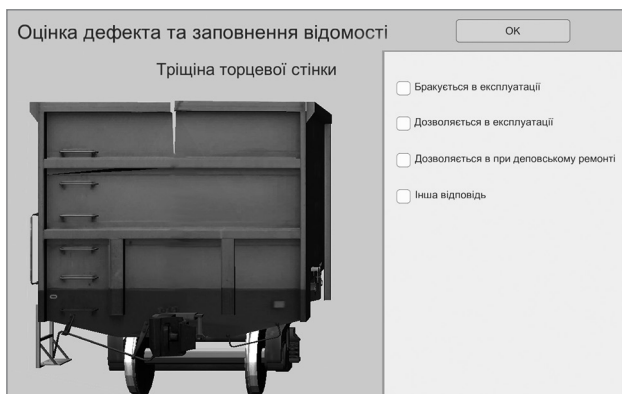 Оцінка дефекта та заповнення відомості
OK
Тріщина торцевої стінки
Бракується в експлуатації
Дозволяється в експлуатації
Дозволяється в при деповському ремонті
Інша відповідь